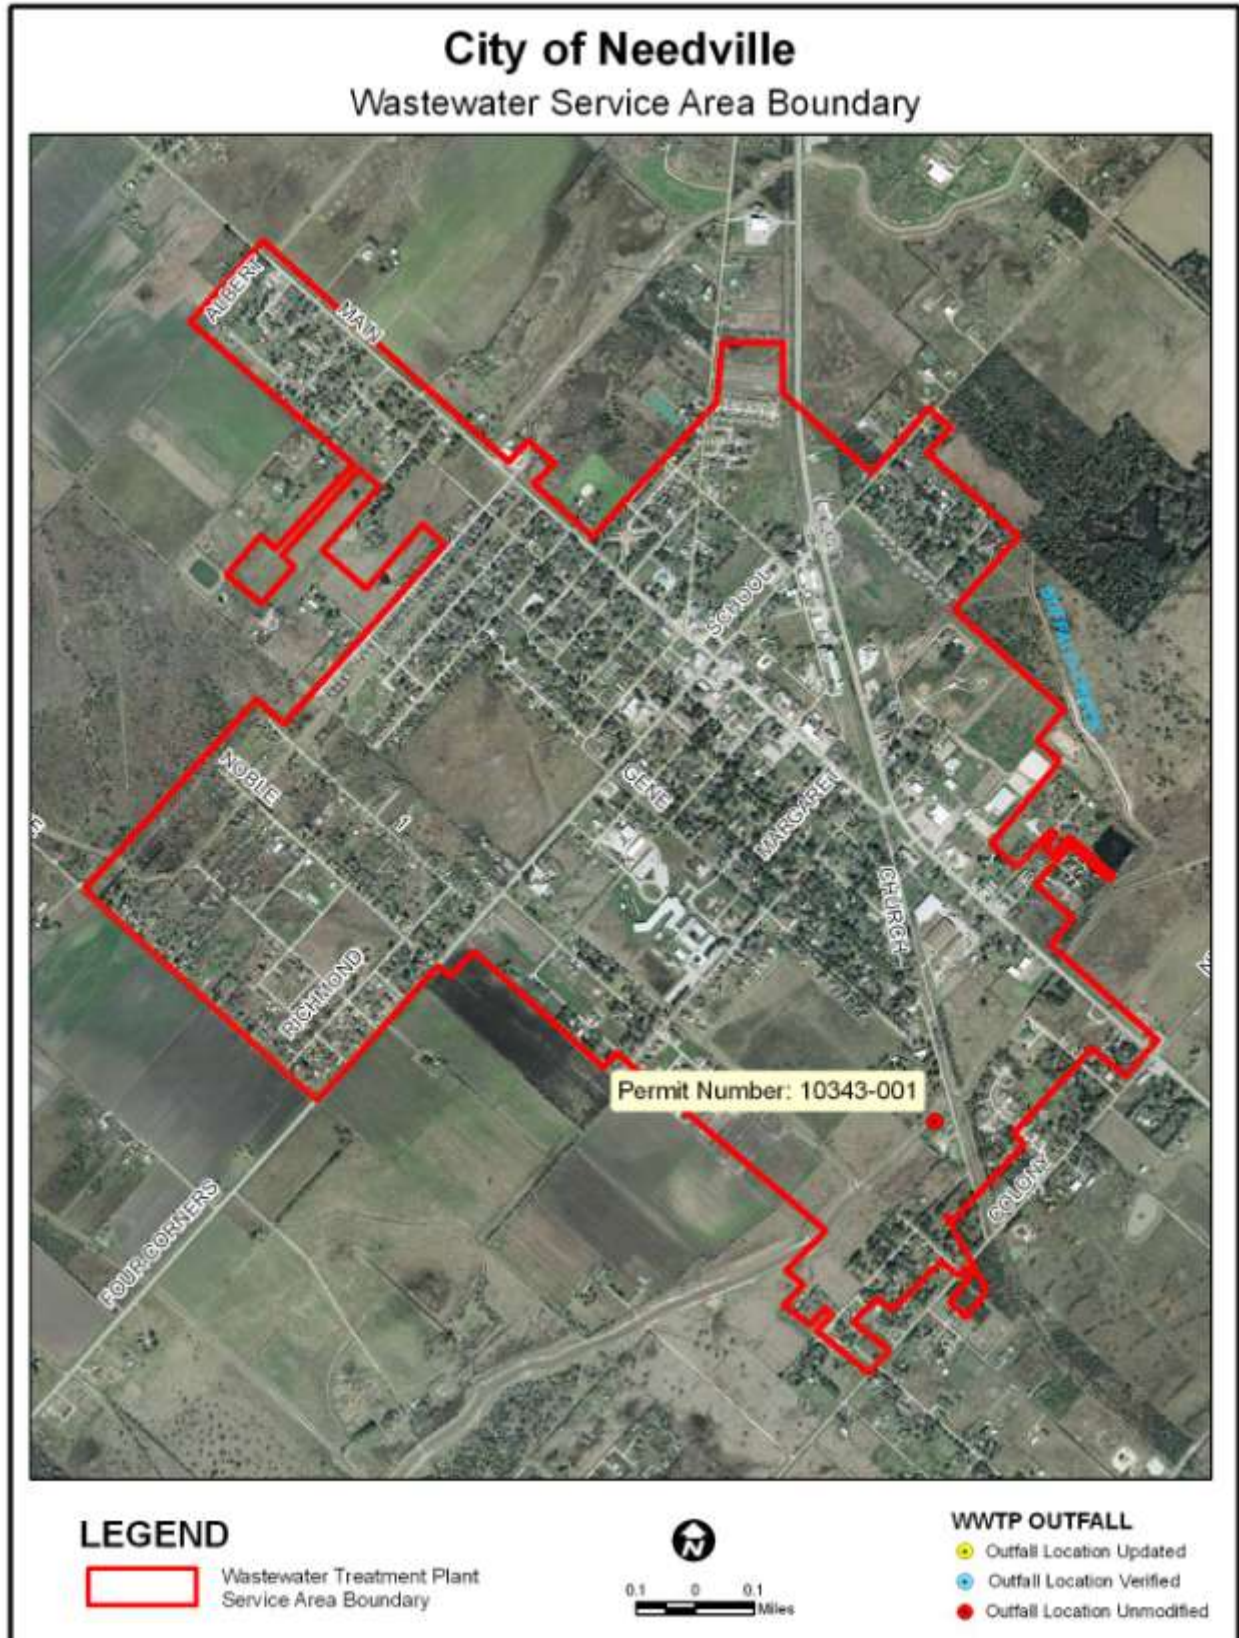 City of Needville
Wastewater Service Area Boundary
ALBERT
MAIN
SCHOOL
NOBLE
GENE
MARGARET
CHURCH
RICHMOND
Permit Number: 10343-001
COLONY
FOUR CORNERS
LEGEND
Wastewater Treatment Plant
Service Area Boundary
N
0.1 0 0.1
Miles
WWTP OUTFALL
Outfall Location Updated
Outfall Location Verified
Outfall Location Unmodified